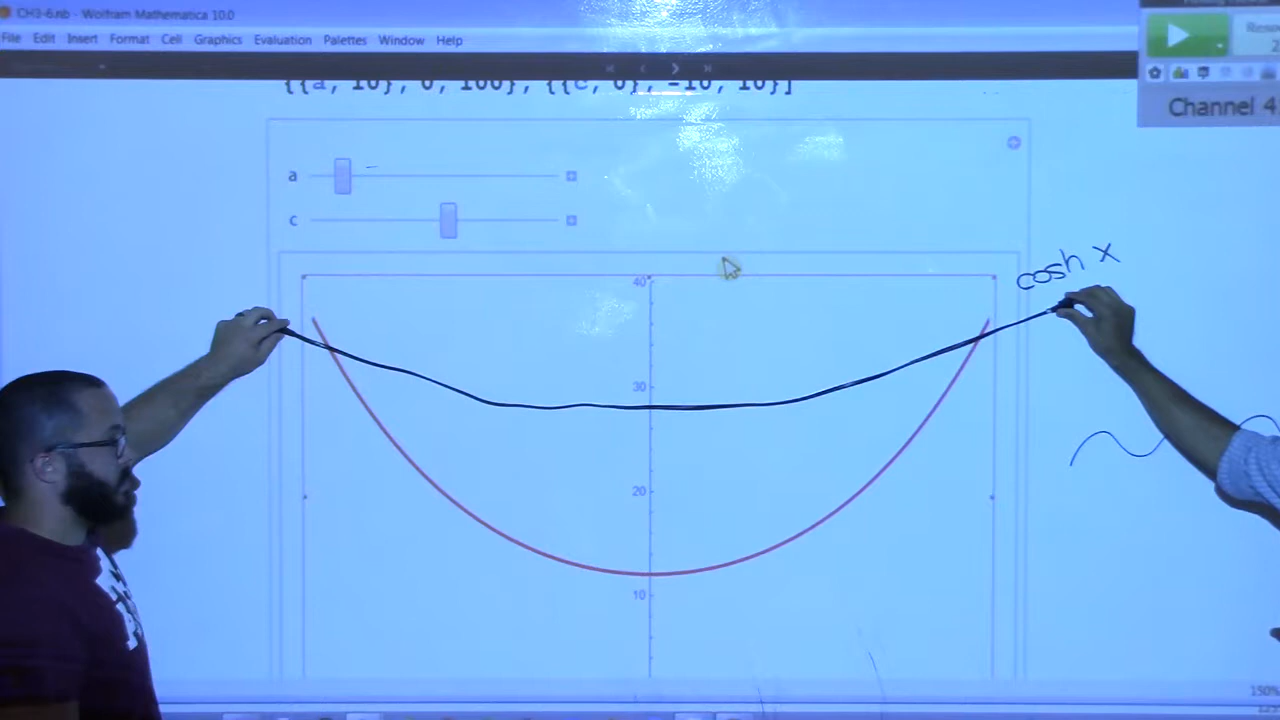 CH3-6.nb - Wolfram Mathematica 10.0
File Edit Insert Format Cell Graphics Evaluation Palettes Window Help
{{a, 10}, 0, 100}, {{c, 0}, -10, 10}]
Channel 4
a
c
cosh x
40
30
20
10
150%